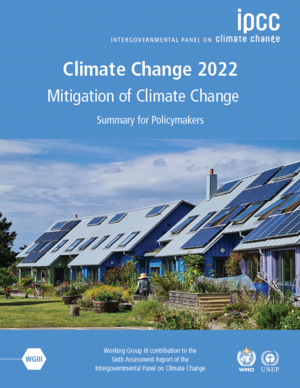 ipcc
INTERGOVERNMENTAL PANEL ON climate change
Climate Change 2022
Mitigation of Climate Change
Summary for Policymakers
WGIII
Working Group III contribution to the
Sixth Assessment Report of the
Intergovernmental Panel on Climate Change
WMO
UNEP